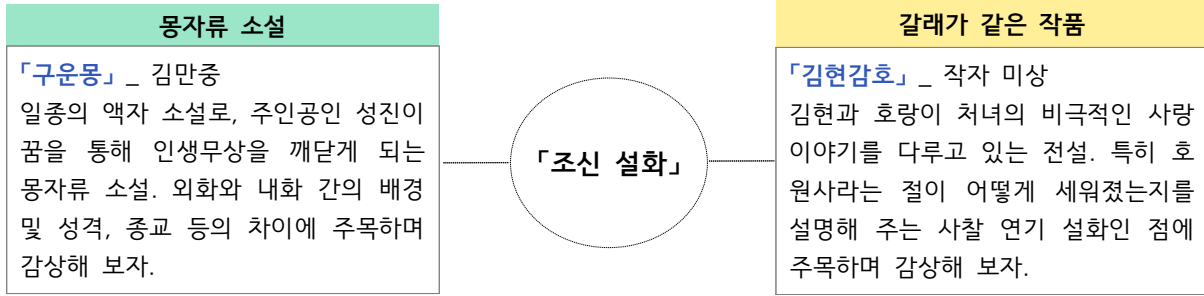 몽자류 소설
「구운몽」 _ 김만중
일종의 액자 소설로, 주인공인 성진이
꿈을 통해 인생무상을 깨닫게 되는
몽자류 소설. 외화와 내화 간의 배경
및 성격, 종교 등의 차이에 주목하며
감상해 보자.
「조신 설화」
갈래가 같은 작품
「김현감호」 _ 작자 미상
김현과 호랑이 처녀의 비극적인 사랑
이야기를 다루고 있는 전설. 특히 호
원사라는 절이 어떻게 세워졌는지를
설명해 주는 사찰 연기 설화인 점에
주목하며 감상해 보자.